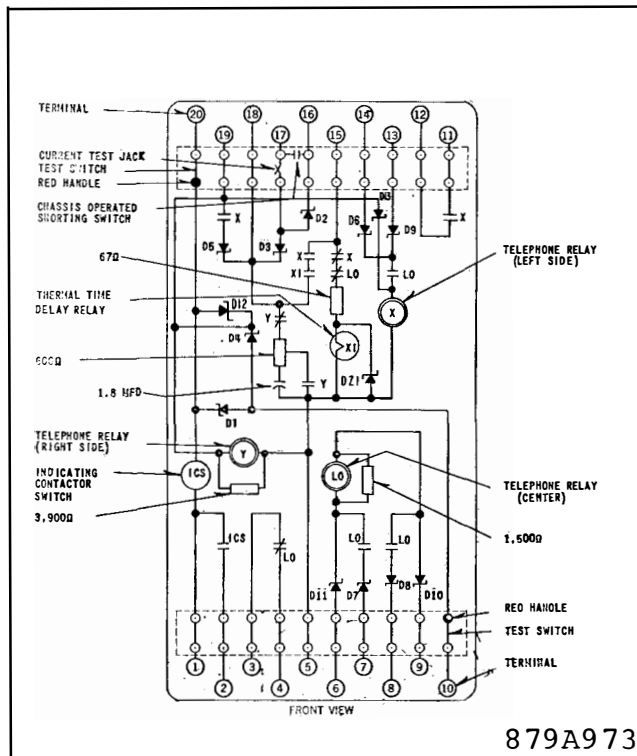 TERMINAL
20 18 16 14 12
19 17 15 13 11
CURRENT TEST JACK
TEST SWITCH
RED HANDLE
CHASSIS OPERATED
SHORTING SWITCH
X D2 D6 D9 X
D5 D3
TELEPHONE RELAY
(LEFT SIDE)
67Ω
X X LO
XI LO
THERMAL TIME
DELAY RELAY
D12
Y X
D4
XI
1.8 MFD
Y DZ1
D1
TELEPHONE RELAY
(RIGHT SIDE)
Y
INDICATING
CONTACTOR
SWITCH
ICS LO
TELEPHONE RELAY
(CENTER)
3,900Ω
1,500Ω
ICS LO LO LO
D11 D7 D8 D10
RED HANDLE
TEST SWITCH
1 3 5 7 9
2 4 6 8 10
TERMINAL
FRONT VIEW
879A973